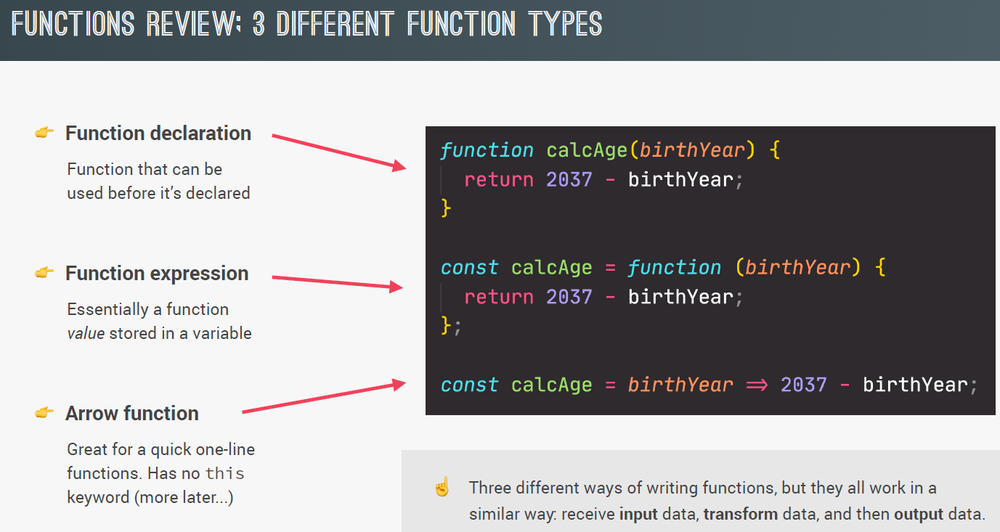 FUNCTIONS REVIEW; 3 DIFFERENT FUNCTION TYPES
👉 Function declaration
Function that can be
used before it’s declared
👉 Function expression
Essentially a function
value stored in a variable
👉 Arrow function
Great for a quick one-line
functions. Has no this
keyword (more later...)
function calcAge(birthYear) {
  return 2037 - birthYear;
}
const calcAge = function (birthYear) {
  return 2037 - birthYear;
};
const calcAge = birthYear => 2037 - birthYear;
☝️ Three different ways of writing functions, but they all work in a
similar way: receive input data, transform data, and then output data.